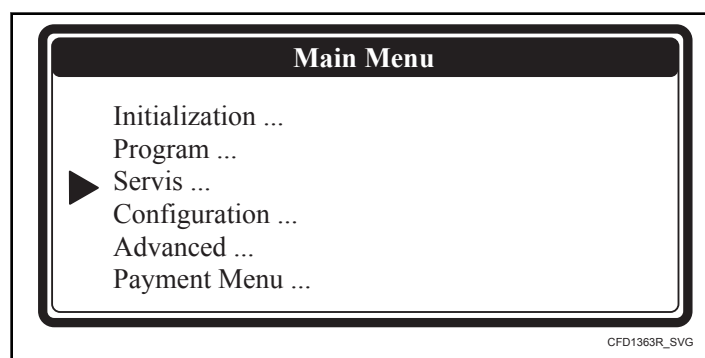 Main Menu
Initialization ...
Program ...
Servis ...
Configuration ...
Advanced ...
Payment Menu ...
CFD1363R_SVG